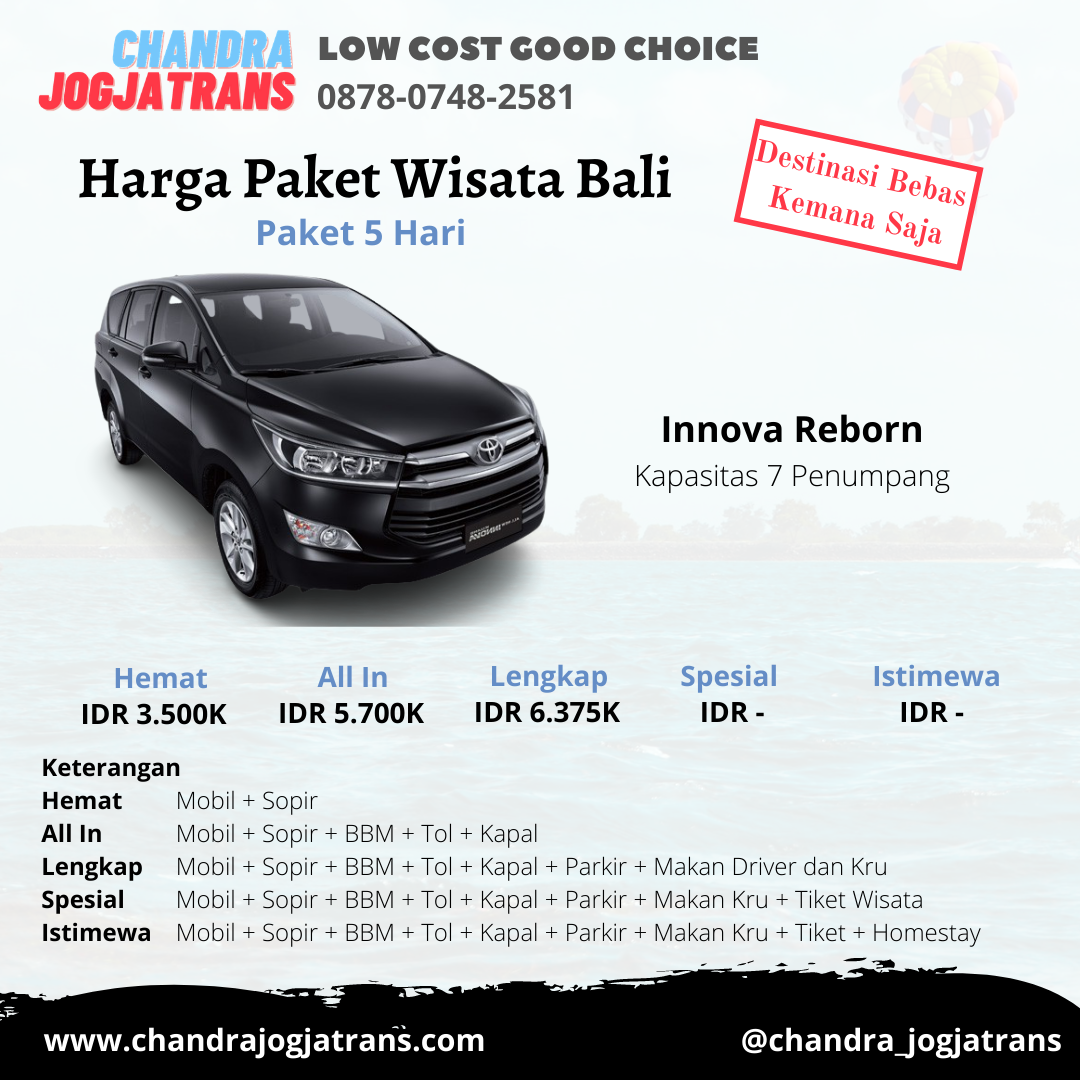 CHANDRA
JOGJATRANS
LOW COST GOOD CHOICE
0878-0748-2581
Destinasi Bebas
Kemana Saja
Harga Paket Wisata Bali
Paket 5 Hari
Innova Reborn
Kapasitas 7 Penumpang
Hemat
IDR 3.500K
All In
IDR 5.700K
Lengkap
IDR 6.375K
Spesial
IDR -
Istimewa
IDR -
Keterangan
Hemat Mobil + Sopir
All In Mobil + Sopir + BBM + Tol + Kapal
Lengkap Mobil + Sopir + BBM + Tol + Kapal + Parkir + Makan Driver dan Kru
Spesial Mobil + Sopir + BBM + Tol + Kapal + Parkir + Makan Kru + Tiket Wisata
Istimewa Mobil + Sopir + BBM + Tol + Kapal + Parkir + Makan Kru + Tiket + Homestay
www.chandrajogjatrans.com
@chandra_jogjatrans